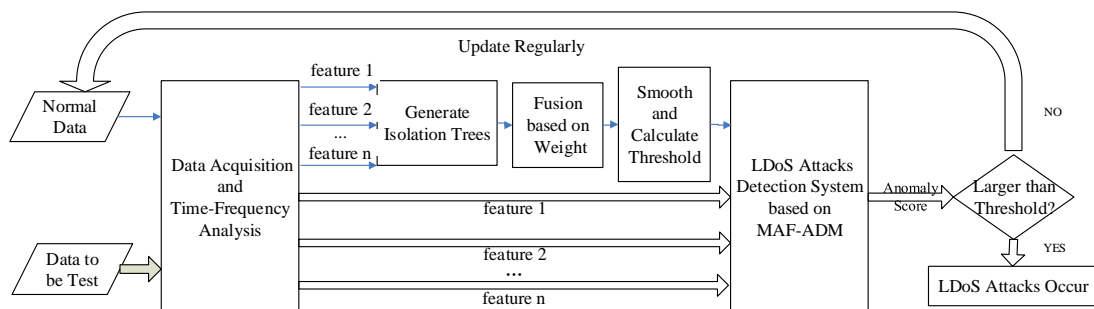 Update Regularly
Normal
Data
Data to
be Test
Data Acquisition
and
Time-Frequency
Analysis
feature 1
feature 2
...
feature n
Generate
Isolation Trees
Fusion
based on
Weight
Smooth
and
Calculate
Threshold
feature 1
feature 2
...
feature n
LDoS Attacks
Detection System
based on
MAF-ADM
Anomaly
Score
Larger than
Threshold?
NO
YES
LDoS Attacks Occur